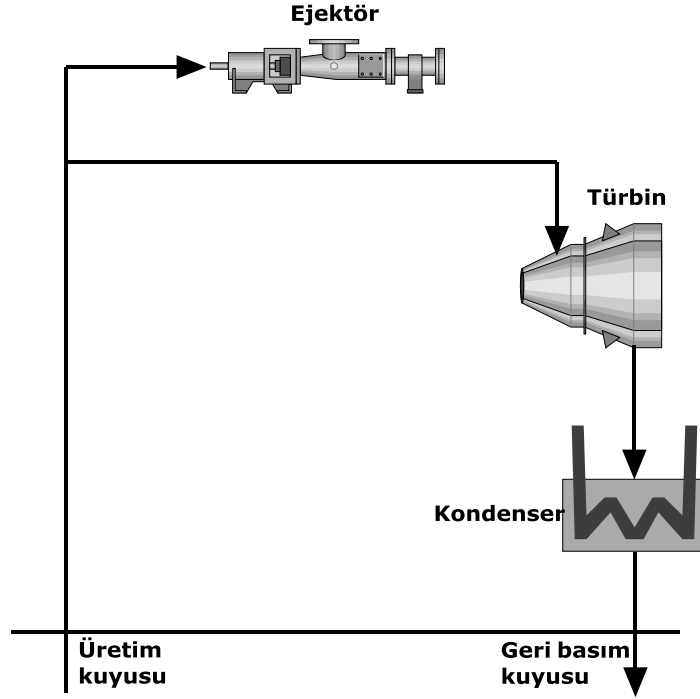 Ejektör
Türbin
Kondenser
Üretim
kuyusu
Geri basım
kuyusu